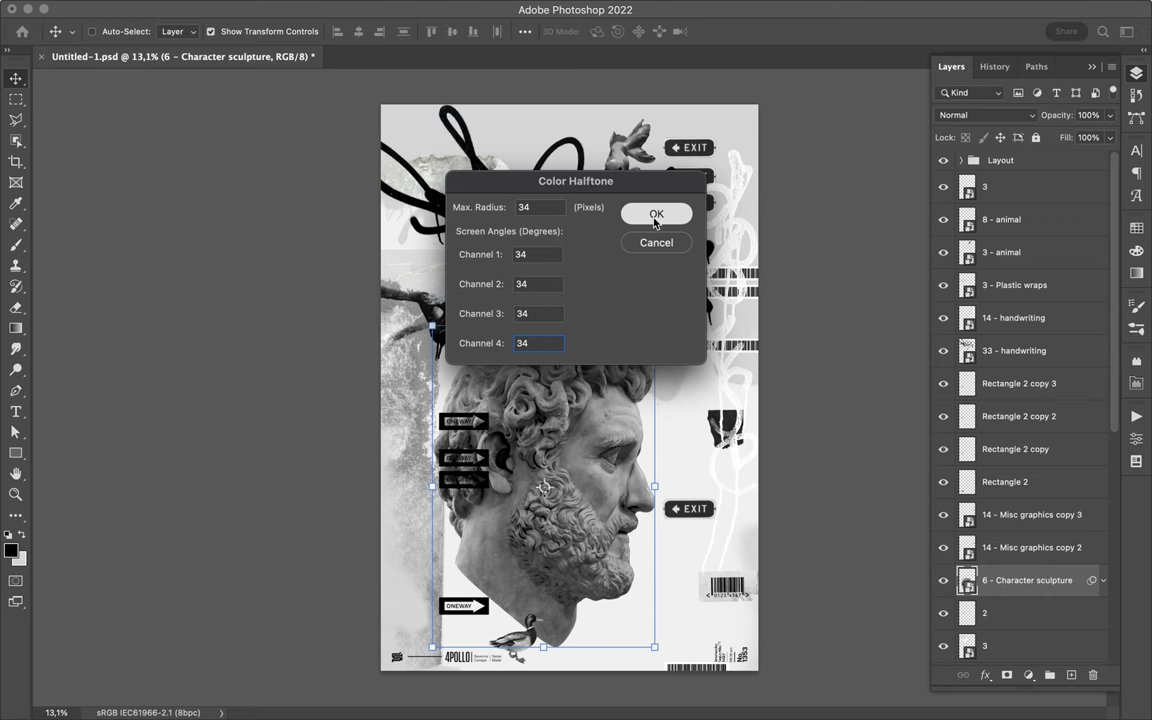 Adobe Photoshop 2022
Auto-Select:
Layer
Show Transform Controls
3D Mode:
Share
Untitled-1.psd @ 13,1% (6 - Character sculpture, RGB/8) *
Layers
History
Paths
Kind
Normal
Opacity: 100%
Lock:
Fill: 100%
Layout
3
8 - animal
3 - animal
3 - Plastic wraps
14 - handwriting
33 - handwriting
Rectangle 2 copy 3
Rectangle 2 copy 2
Rectangle 2 copy
Rectangle 2
14 - Misc graphics copy 3
14 - Misc graphics copy 2
6 - Character sculpture
2
3
Color Halftone
Max. Radius: 34 (Pixels)
OK
Screen Angles (Degrees):
Cancel
Channel 1: 34
Channel 2: 34
Channel 3: 34
Channel 4: 34
EXIT
ONEWAY
ONEWAY
EXIT
ONEWAY
4POLLO
No. 1353
13,1%
sRGB IEC61966-2.1 (8bpc)